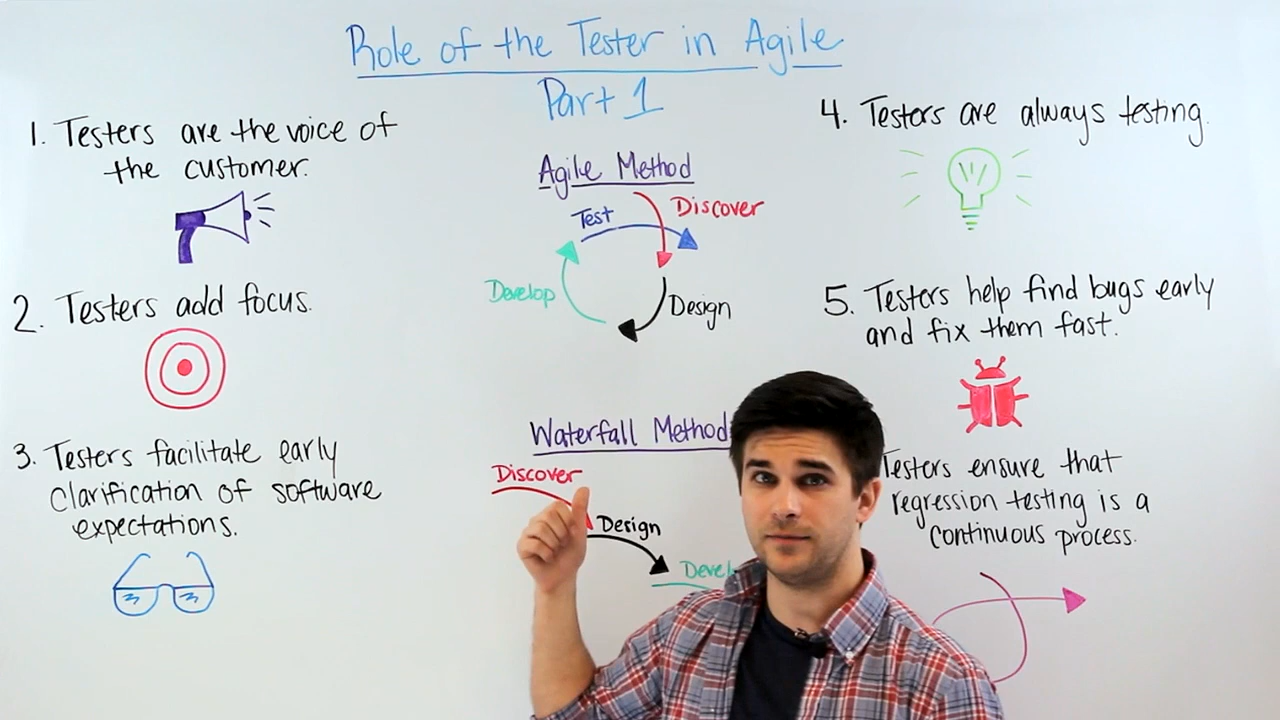 Role of the Tester in Agile
Part 1
1. Testers are the voice of
the customer.
2. Testers add focus.
3. Testers facilitate early
clarification of software
expectations.
Agile Method
Test
Discover
Develop
Design
Waterfall Method
Discover
Design
Devel
4. Testers are always testing.
5. Testers help find bugs early
and fix them fast.
Testers ensure that
regression testing is a
continuous process.